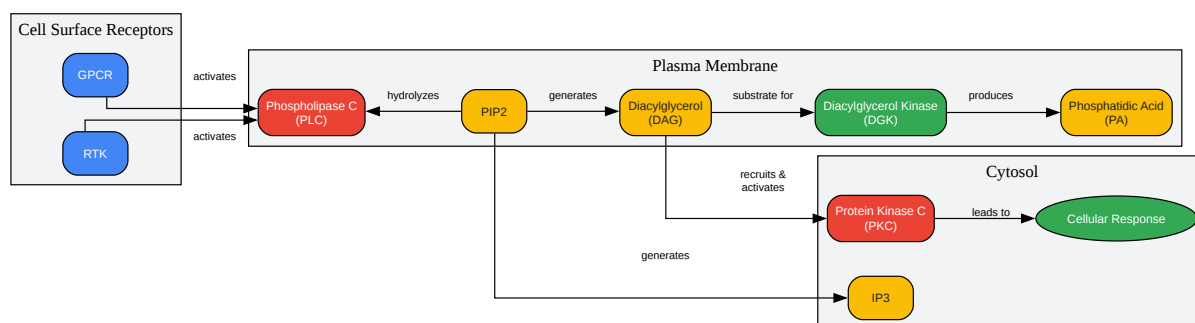 Cell Surface Receptors
GPCR
RTK
activates
activates
Plasma Membrane
Phospholipase C
(PLC)
hydrolyzes
PIP2
generates
Diacylglycerol
(DAG)
substrate for
Diacylglycerol Kinase
(DGK)
produces
Phosphatidic Acid
(PA)
recruits &
activates
Cytosol
Protein Kinase C
(PKC)
leads to
Cellular Response
generates
IP3